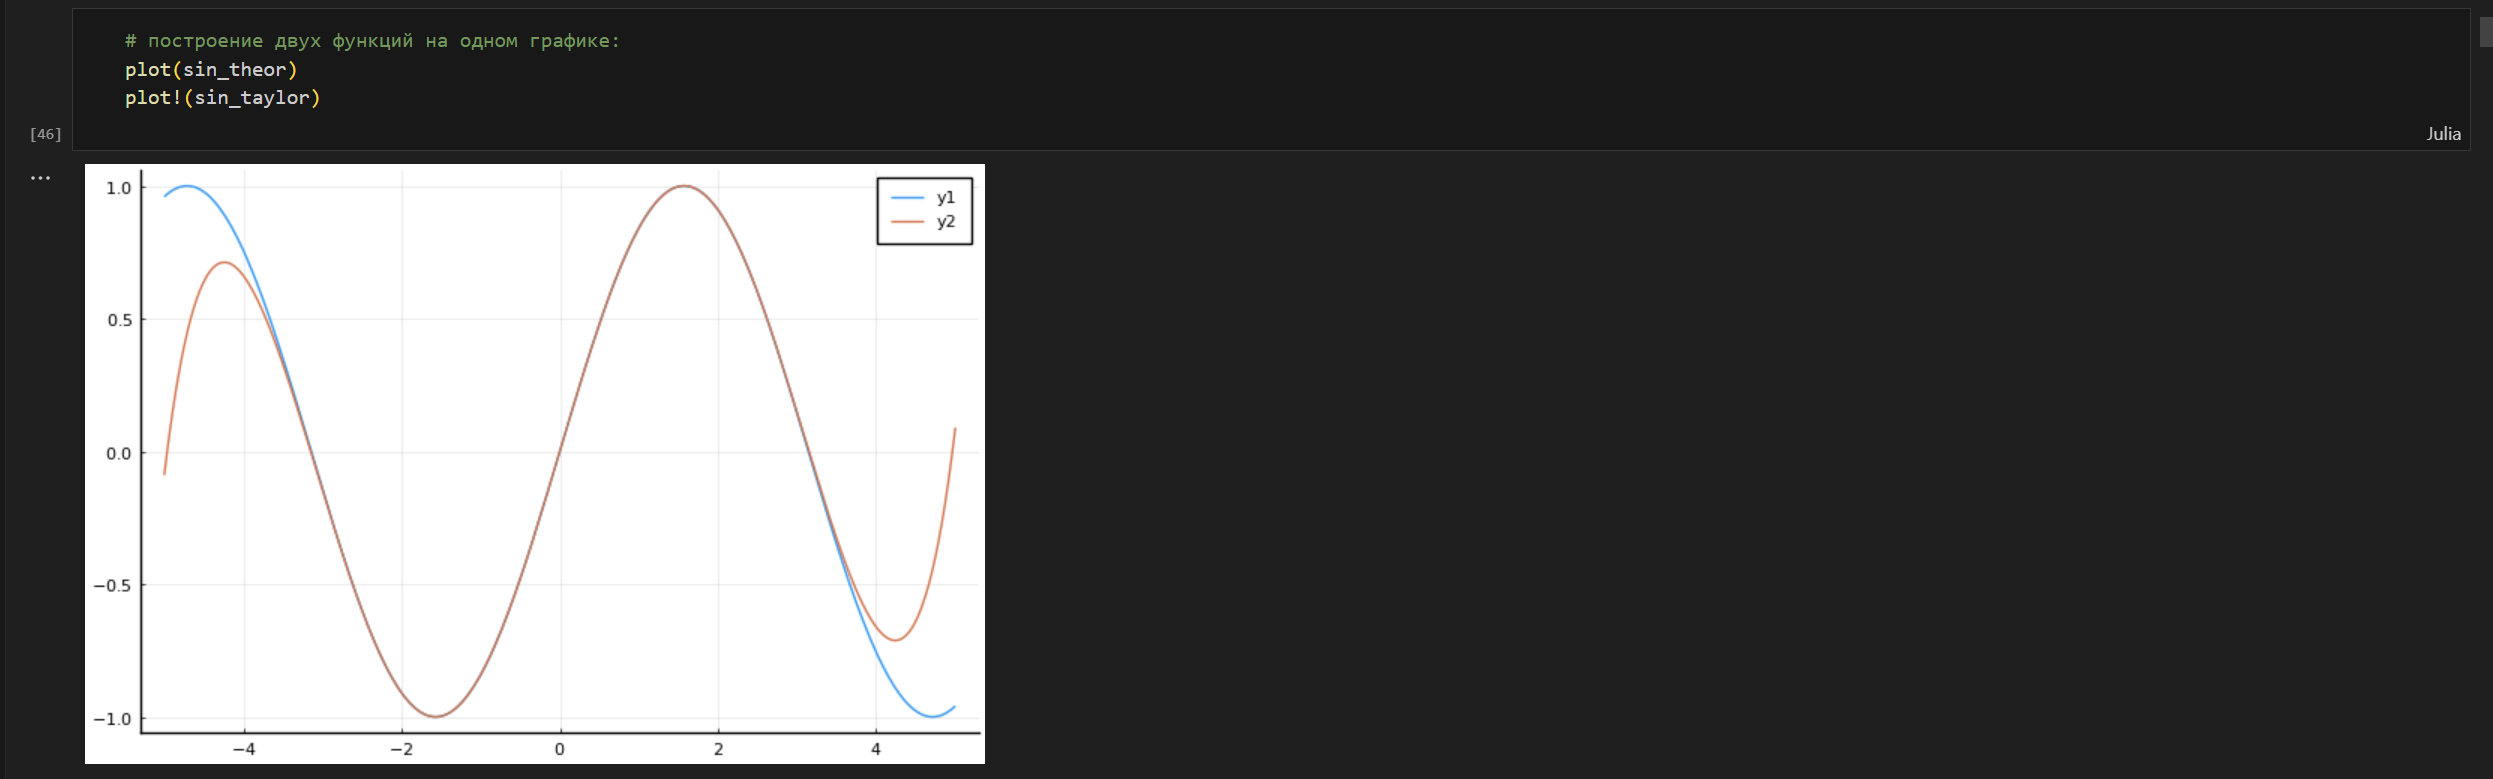 # построение двух функций на одном графике:
plot(sin_theor)
plot!(sin_taylor)
[46]
Julia
...
1.0
0.5
0.0
−0.5
−1.0
−4
−2
0
2
4
y1
y2